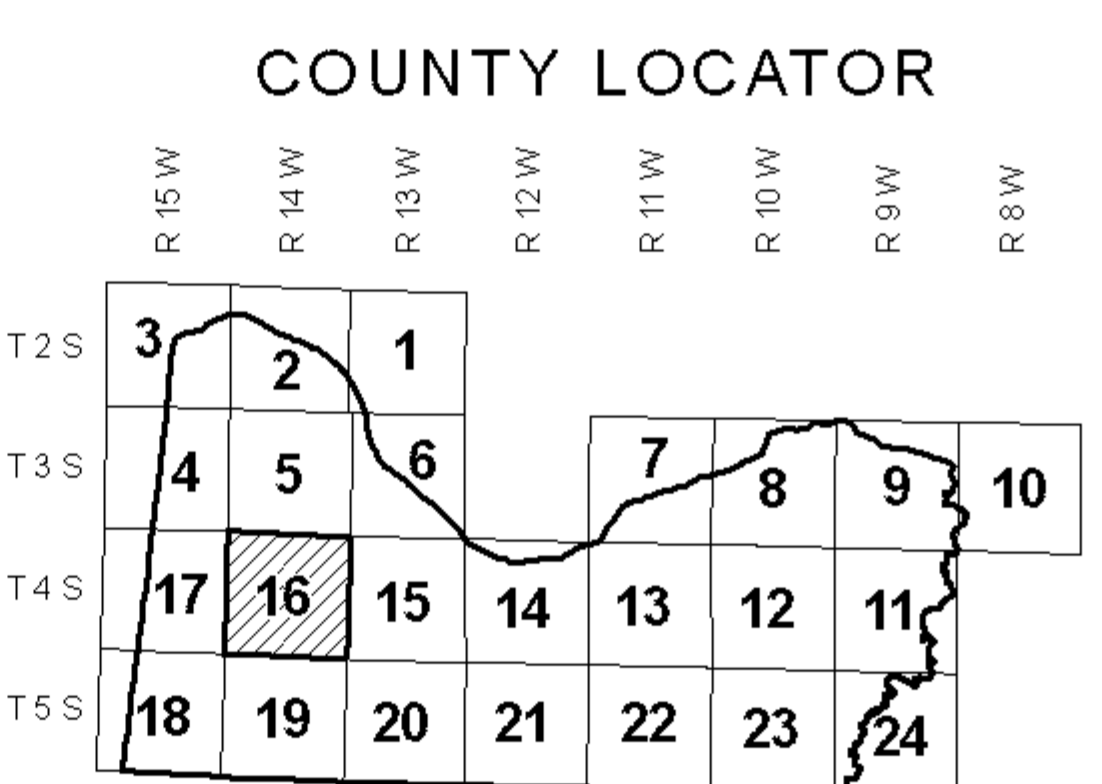 COUNTY LOCATOR
R 15 W R 14 W R 13 W R 12 W R 11 W R 10 W R 9 W R 8 W
T 2 S 3 2 1
T 3 S 4 5 6 7 8 9 10
T 4 S 17 16 15 14 13 12 11
T 5 S 18 19 20 21 22 23 24